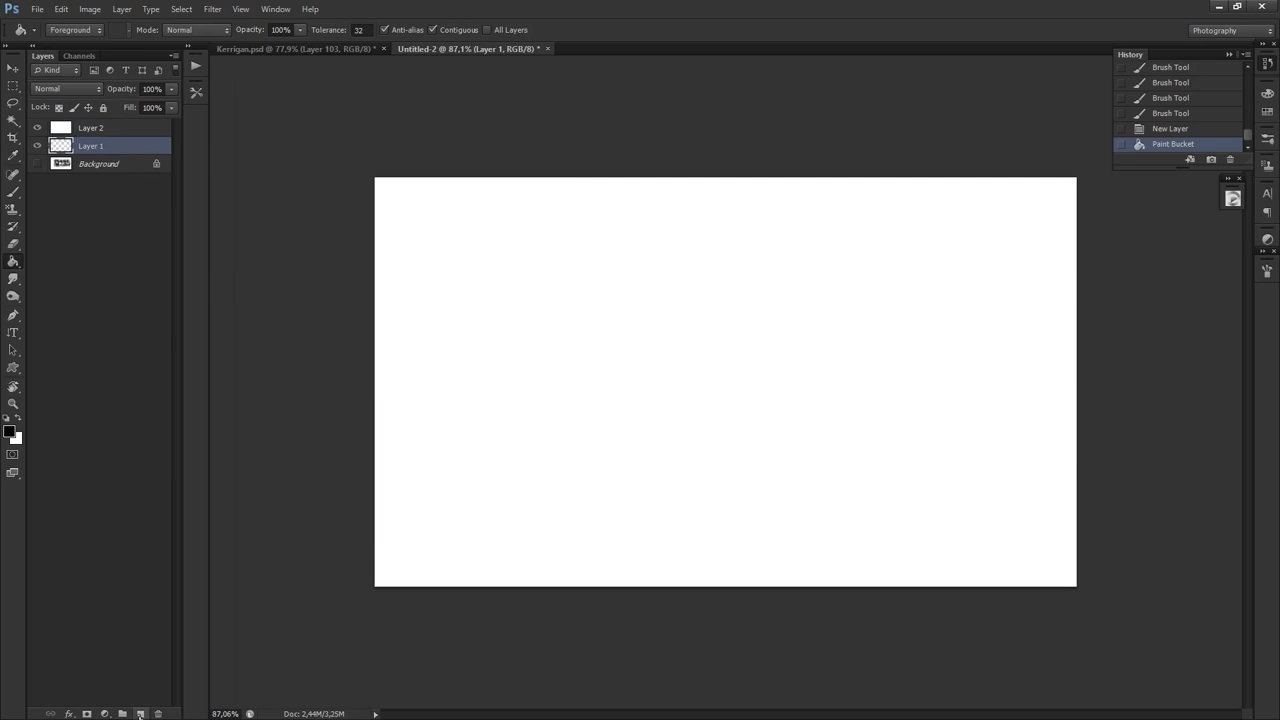 Ps File Edit Image Layer Type Select Filter View Window Help
Foreground Mode: Normal Opacity: 100% Tolerance: 32 Anti-alias Contiguous All Layers Photography
Kerrigan.psd @ 77,9% (Layer 103, RGB/8) * × Untitled-2 @ 87,1% (Layer 1, RGB/8) * ×
Layers Channels
Kind
Normal Opacity: 100%
Lock: Fill: 100%
Layer 2
Layer 1
Background
History
Brush Tool
Brush Tool
Brush Tool
Brush Tool
New Layer
Paint Bucket
87,06% Doc: 2,44M/3,25M